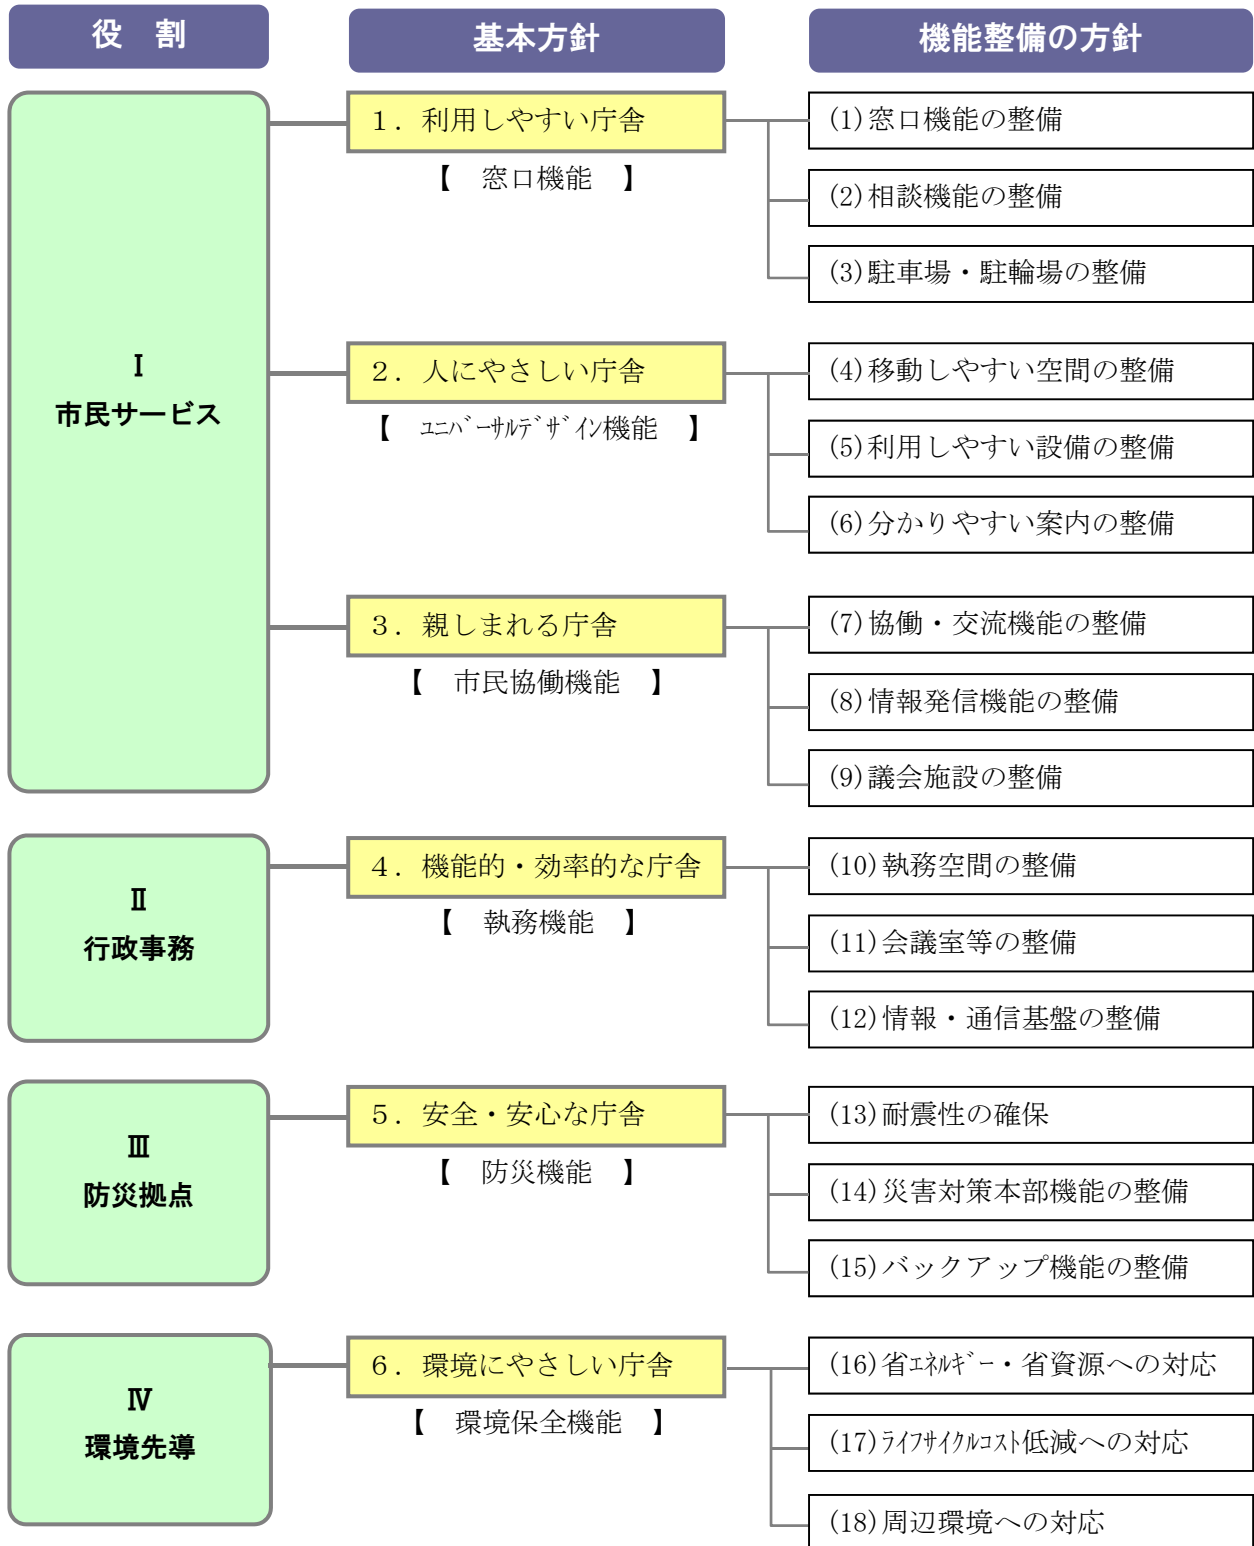 役 割
基本方針
機能整備の方針
Ⅰ
市民サービス
1．利用しやすい庁舎
【 窓口機能 】
(1)窓口機能の整備
(2)相談機能の整備
(3)駐車場・駐輪場の整備
2．人にやさしい庁舎
【 ﾕﾆﾊﾞｰｻﾙﾃﾞｻﾞｲﾝ機能 】
(4)移動しやすい空間の整備
(5)利用しやすい設備の整備
(6)分かりやすい案内の整備
3．親しまれる庁舎
【 市民協働機能 】
(7)協働・交流機能の整備
(8)情報発信機能の整備
(9)議会施設の整備
Ⅱ
行政事務
4．機能的・効率的な庁舎
【 執務機能 】
(10)執務空間の整備
(11)会議室等の整備
(12)情報・通信基盤の整備
Ⅲ
防災拠点
5．安全・安心な庁舎
【 防災機能 】
(13)耐震性の確保
(14)災害対策本部機能の整備
(15)バックアップ機能の整備
Ⅳ
環境先導
6．環境にやさしい庁舎
【 環境保全機能 】
(16)省ｴﾈﾙｷﾞｰ・省資源への対応
(17)ﾗｲﾌｻｲｸﾙｺｽﾄ低減への対応
(18)周辺環境への対応